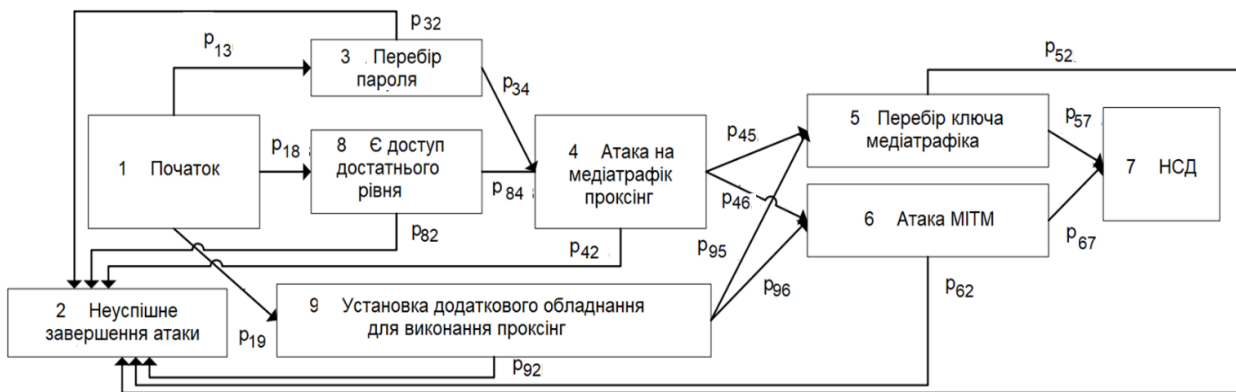 p32
p13
3 Перебір
пароля
p34
p52
1 Початок
p18
8 Є доступ
достатнього
рівня
p84
p82
4 Атака на
медіатрафік
проксінг
p42
p45
p46
5 Перебір ключа
медіатрафіка
p57
6 Атака МІТМ
p67
7 НСД
p95
p96
p62
2 Неуспішне
завершення атаки
p19
9 Установка додаткового обладнання
для виконання проксінг
p92